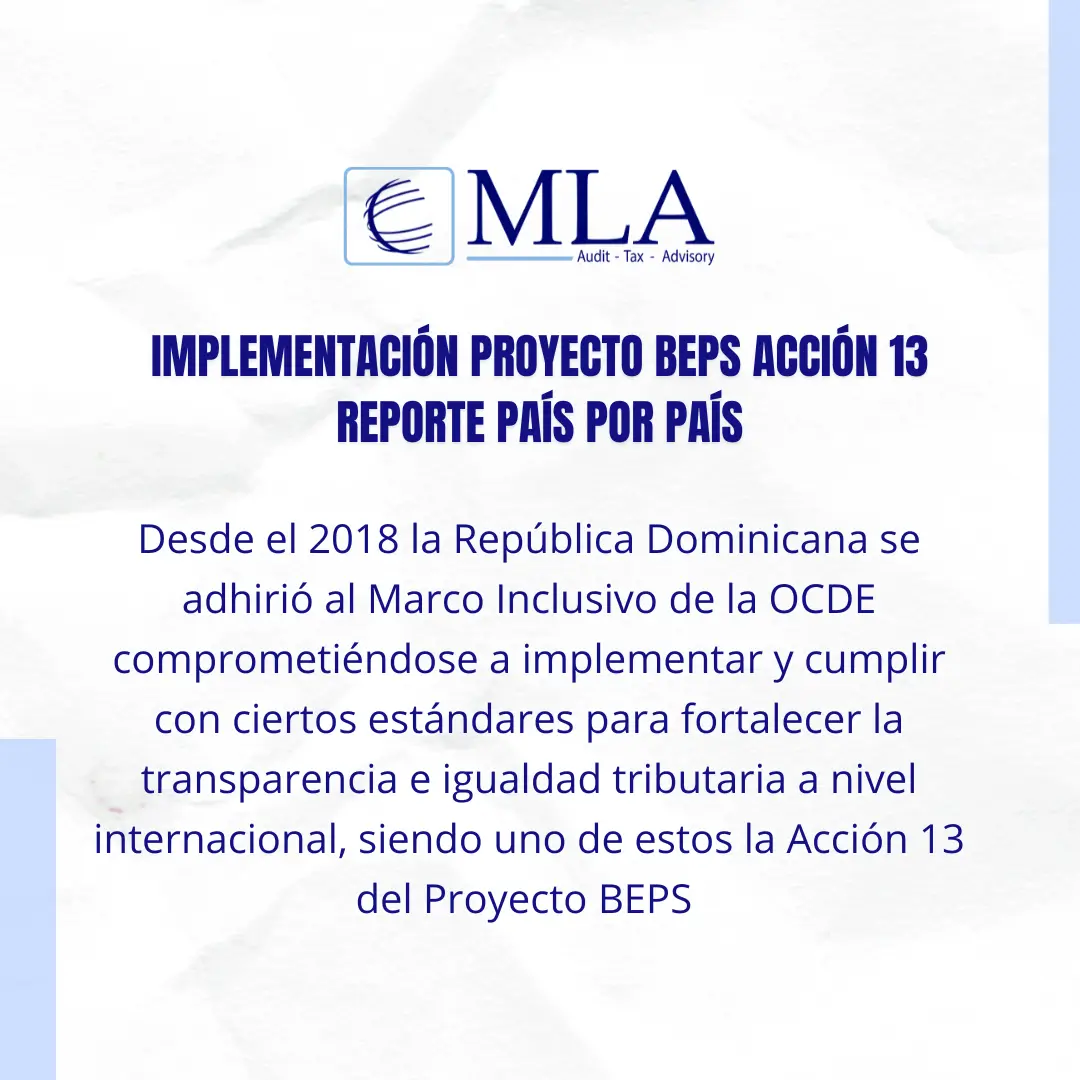 MLA
Audit - Tax - Advisory
IMPLEMENTACIÓN PROYECTO BEPS ACCIÓN 13
REPORTE PAÍS POR PAÍS
Desde el 2018 la República Dominicana se
adhirió al Marco Inclusivo de la OCDE
comprometiéndose a implementar y cumplir
con ciertos estándares para fortalecer la
transparencia e igualdad tributaria a nivel
internacional, siendo uno de estos la Acción 13
del Proyecto BEPS